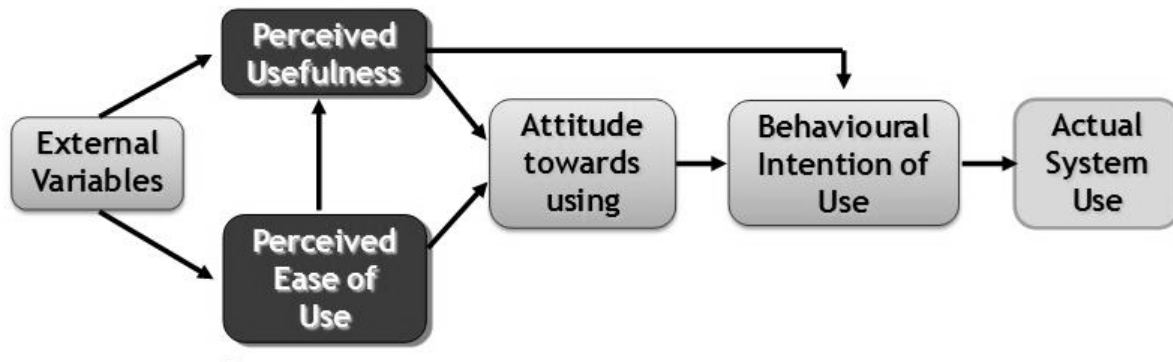 Perceived
Usefulness
External
Variables
Perceived
Ease of
Use
Attitude
towards
using
Behavioural
Intention of
Use
Actual
System
Use